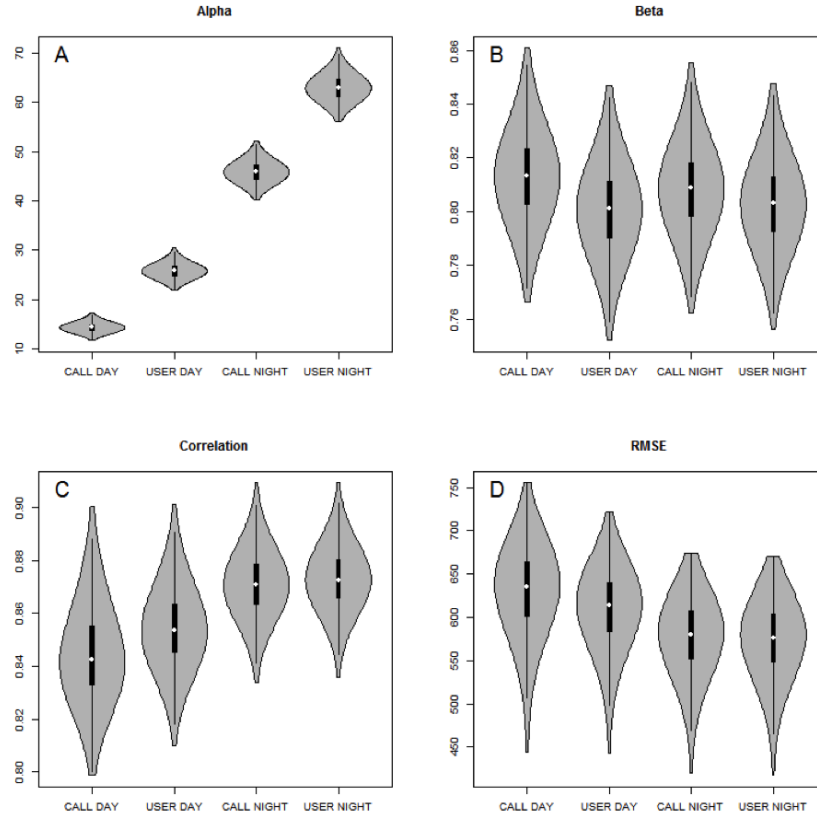 Alpha
A
70
60
50
40
30
20
10
CALL DAY USER DAY CALL NIGHT USER NIGHT
Beta
B
0.86
0.84
0.82
0.80
0.78
0.76
CALL DAY USER DAY CALL NIGHT USER NIGHT
Correlation
C
0.90
0.88
0.86
0.84
0.82
0.80
CALL DAY USER DAY CALL NIGHT USER NIGHT
RMSE
D
750
700
650
600
550
500
450
CALL DAY USER DAY CALL NIGHT USER NIGHT